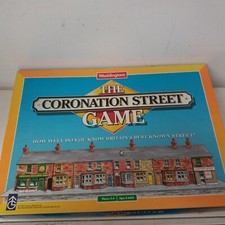 Waddingtons
THE
CORONATION STREET
GAME
HOW WELL DO YOU KNOW BRITAIN'S BEST KNOWN STREET?